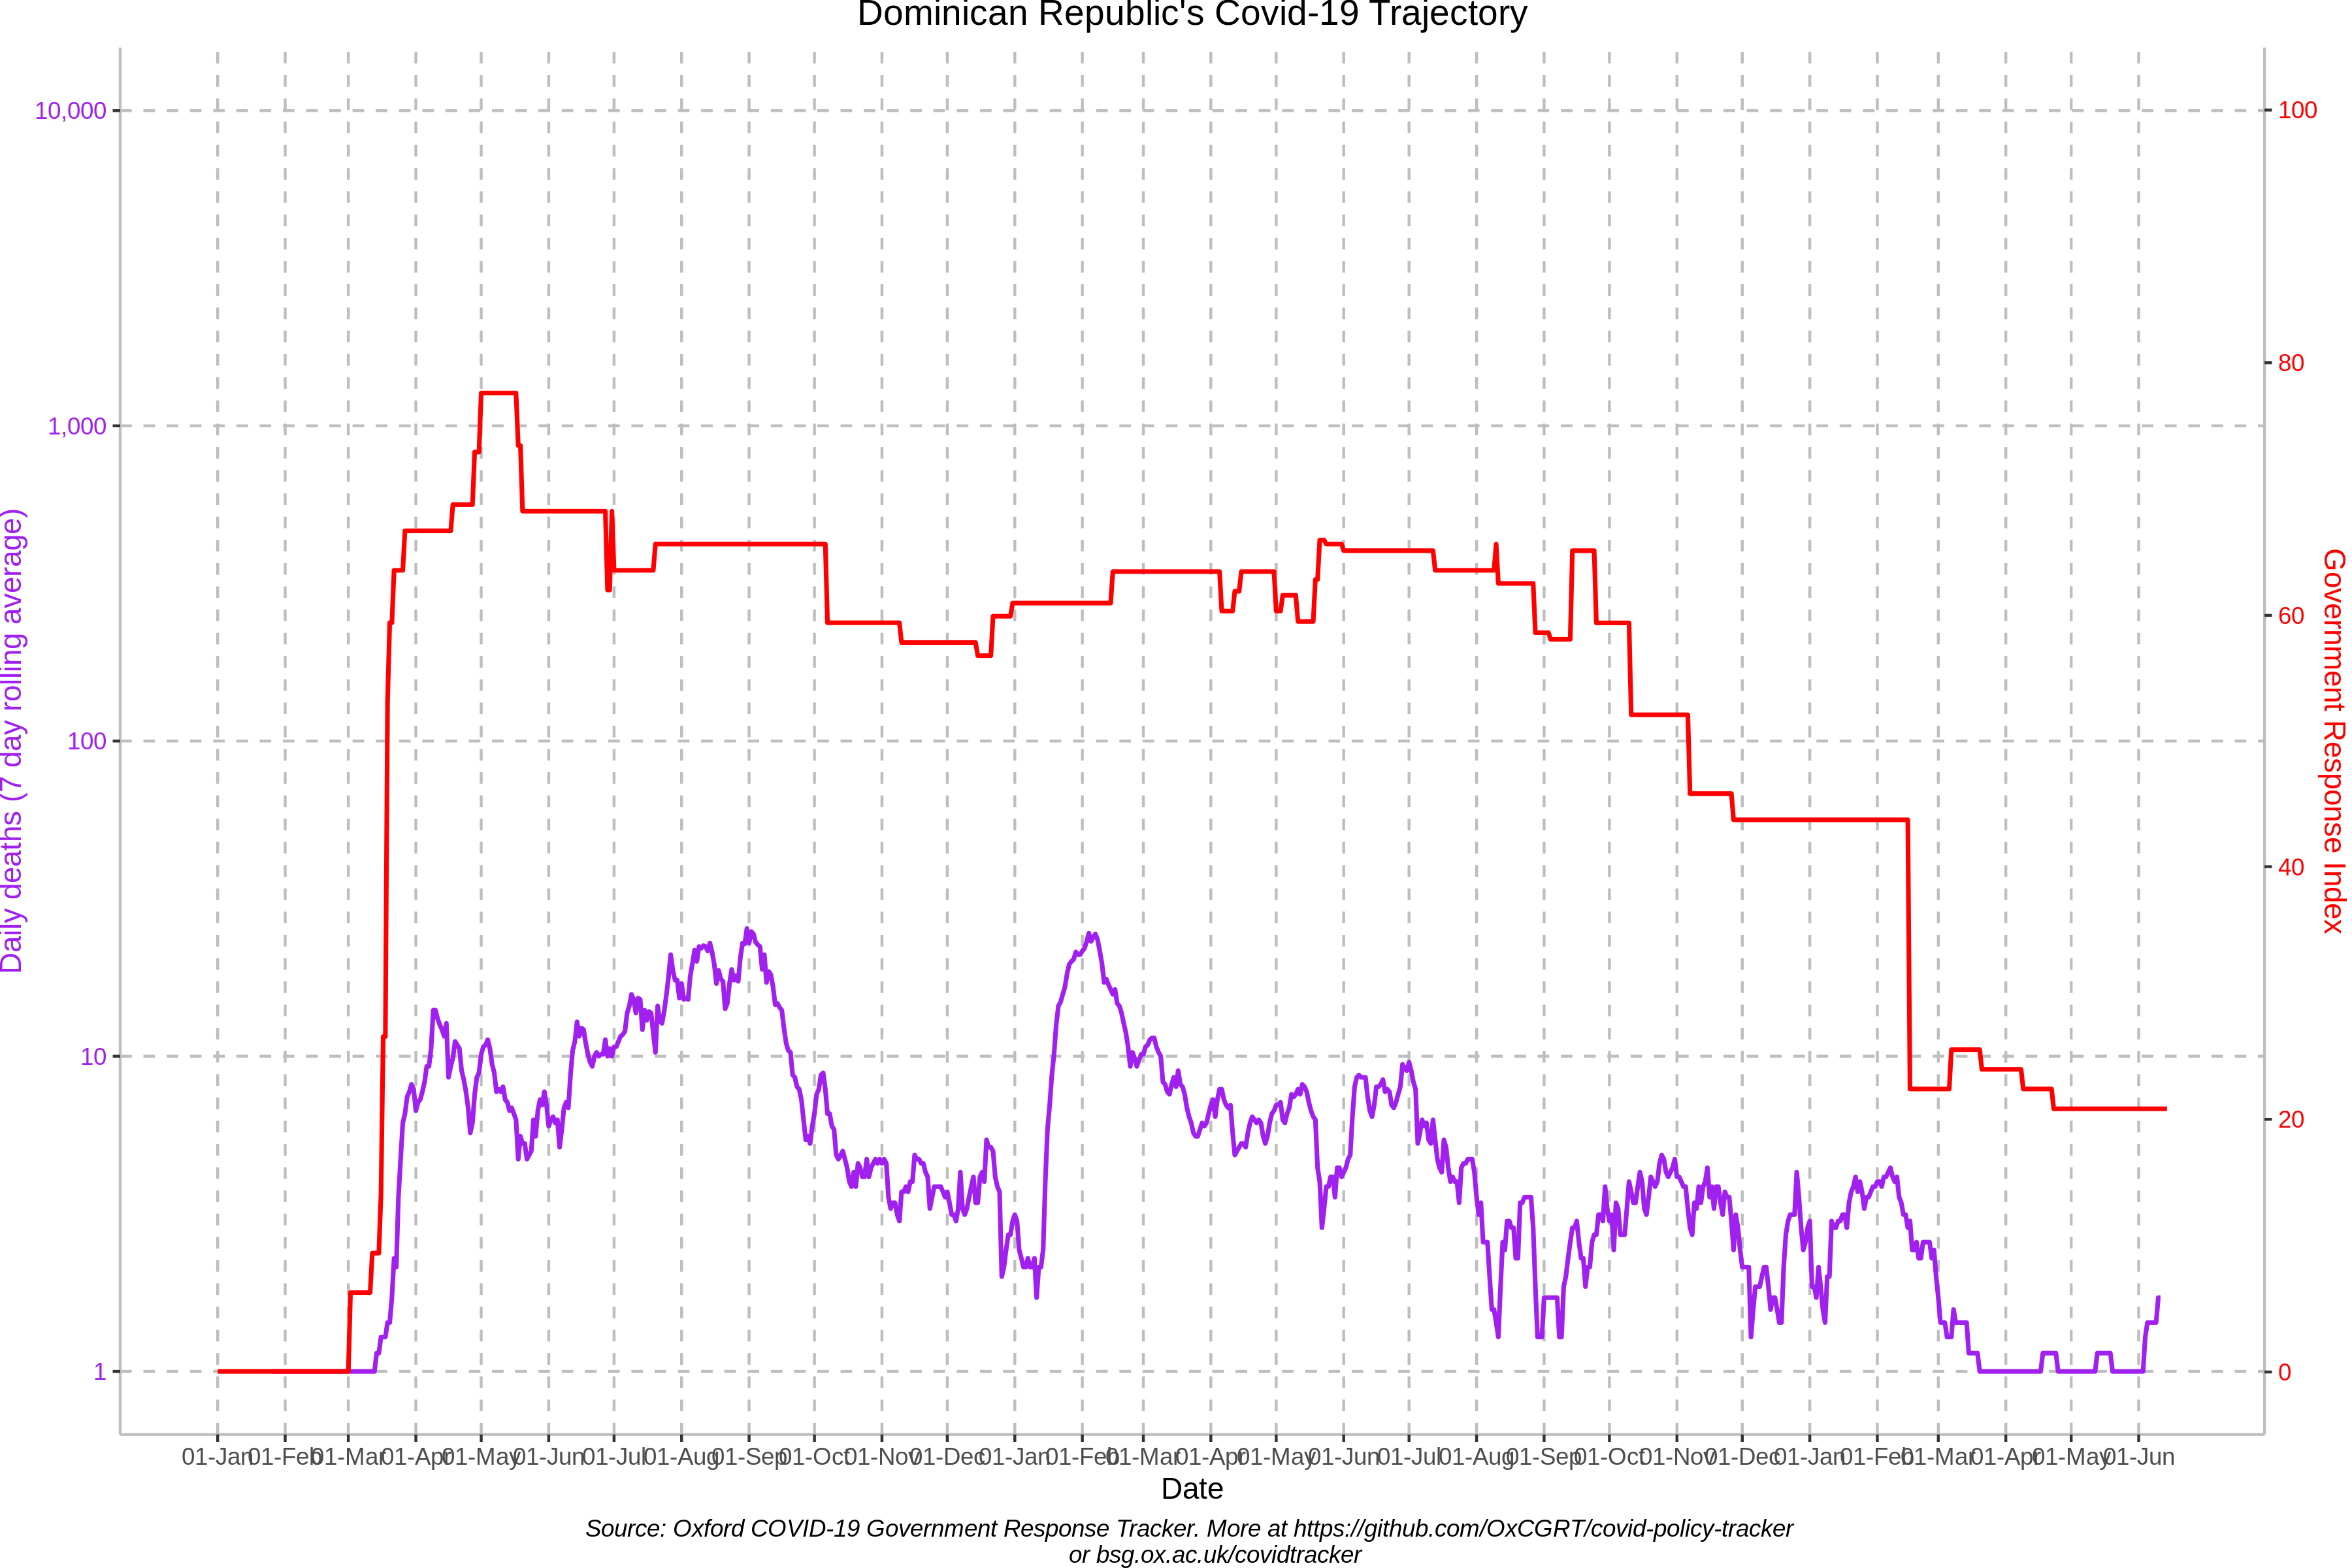 Dominican Republic's Covid-19 Trajectory
Daily deaths (7 day rolling average)
10,000
1,000
100
10
1
100
80
60
40
20
0
Government Response Index
01-Jan 01-Feb 01-Mar 01-Apr 01-May 01-Jun 01-Jul 01-Aug 01-Sep 01-Oct 01-Nov 01-Dec 01-Jan 01-Feb 01-Mar 01-Apr 01-May 01-Jun 01-Jul 01-Aug 01-Sep 01-Oct 01-Nov 01-Dec 01-Jan 01-Feb 01-Mar 01-Apr 01-May 01-Jun
Date
Source: Oxford COVID-19 Government Response Tracker. More at https://github.com/OxCGRT/covid-policy-tracker
or bsg.ox.ac.uk/covidtracker